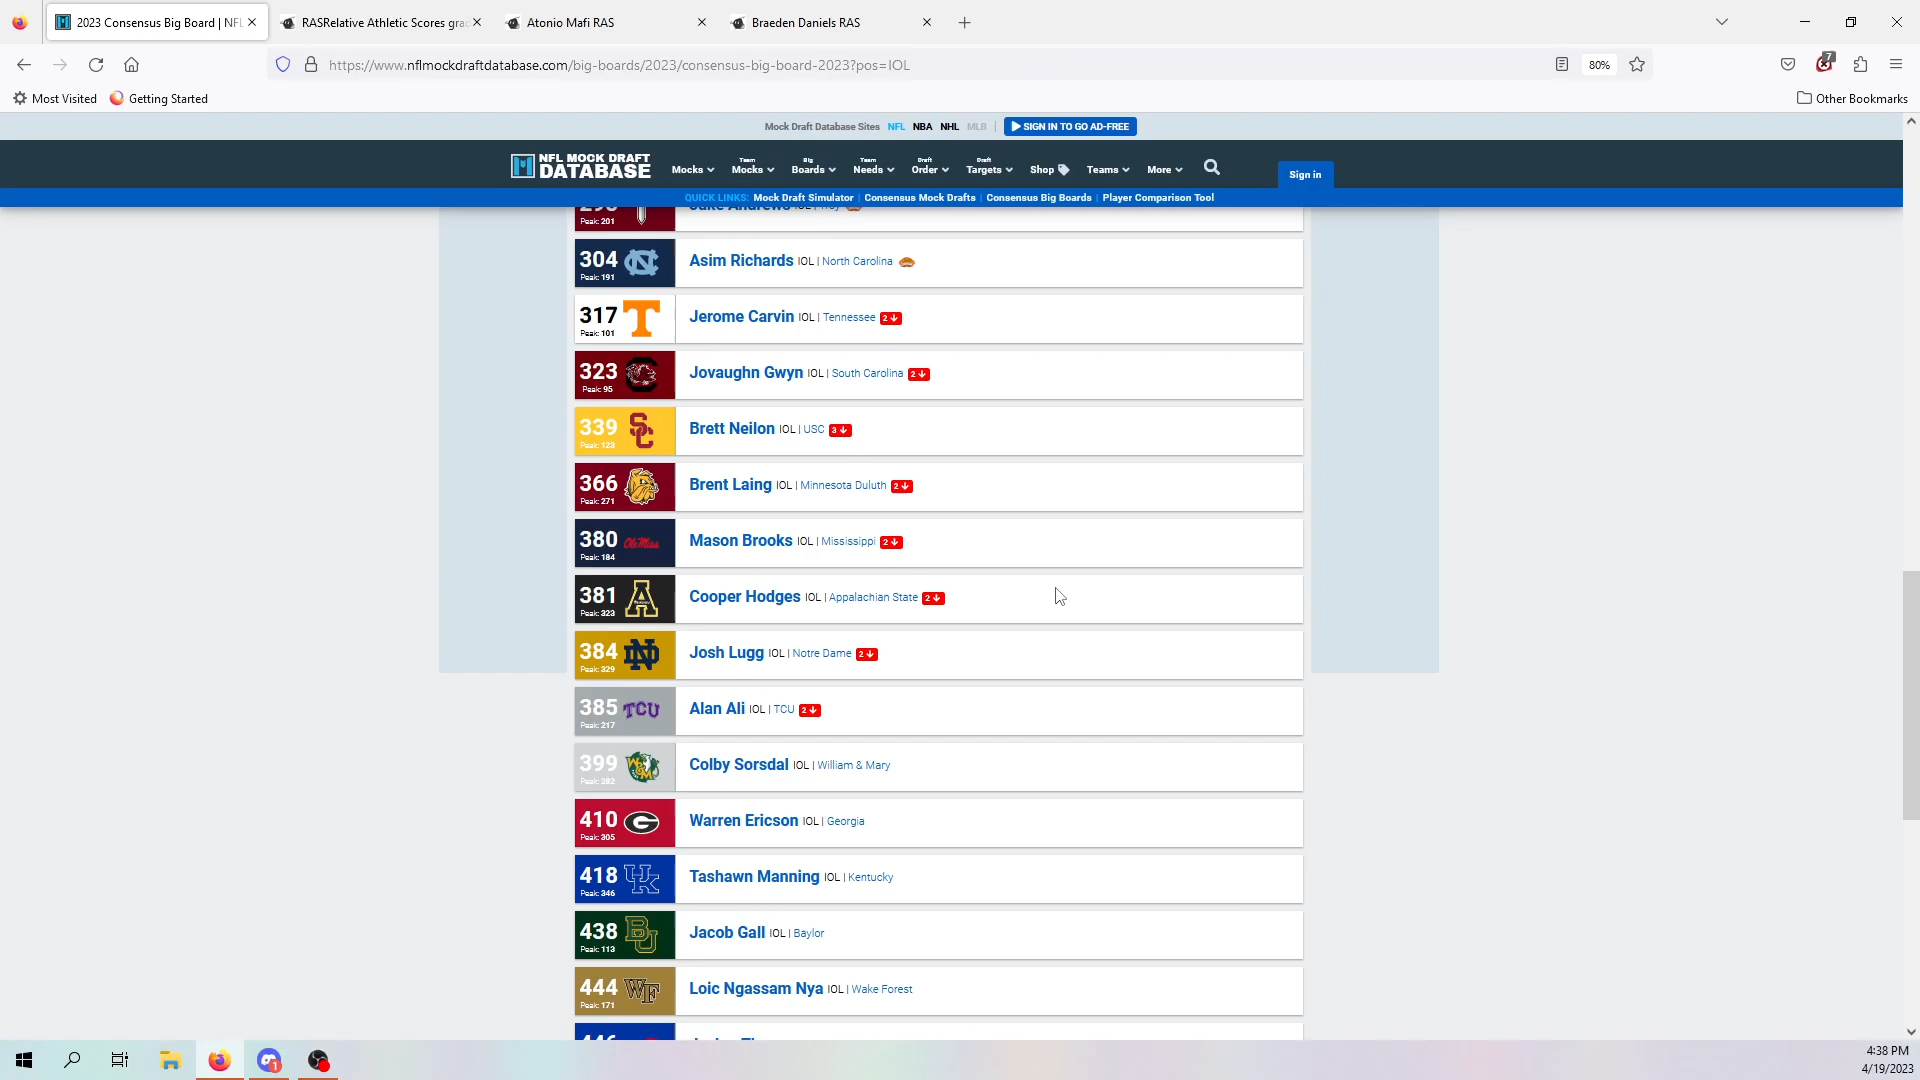 2023 Consensus Big Board | NFL
RASRelative Athletic Scores gra
Atonio Mafi RAS
Braeden Daniels RAS
https://www.nflmockdraftdatabase.com/big-boards/2023/consensus-big-board-2023?pos=IOL
80%
7
Most Visited
Getting Started
Other Bookmarks
Mock Draft Database Sites NFL NBA NHL MLB | SIGN IN TO GO AD-FREE
NFL MOCK DRAFT
DATABASE
Mocks
Team
Mocks
Big
Boards
Team
Needs
Draft
Order
Draft
Targets
Shop
Teams
More
Sign in
QUICK LINKS: Mock Draft Simulator | Consensus Mock Drafts | Consensus Big Boards | Player Comparison Tool
Peak: 201
304
Peak: 191
Asim Richards IOL | North Carolina
317
Peak: 101
Jerome Carvin IOL | Tennessee 2
323
Peak: 95
Jovaughn Gwyn IOL | South Carolina 2
339
Peak: 123
Brett Neilon IOL | USC 3
366
Peak: 271
Brent Laing IOL | Minnesota Duluth 2
380
Peak: 184
Ole Miss
Mason Brooks IOL | Mississippi 2
381
Peak: 323
Cooper Hodges IOL | Appalachian State 2
384
Peak: 329
Josh Lugg IOL | Notre Dame 2
385
Peak: 217
TCU
Alan Ali IOL | TCU 2
399
Peak: 282
Colby Sorsdal IOL | William & Mary
410
Peak: 305
Warren Ericson IOL | Georgia
418
Peak: 346
Tashawn Manning IOL | Kentucky
438
Peak: 113
Jacob Gall IOL | Baylor
444
Peak: 171
Loic Ngassam Nya IOL | Wake Forest
1
4:38 PM
4/19/2023